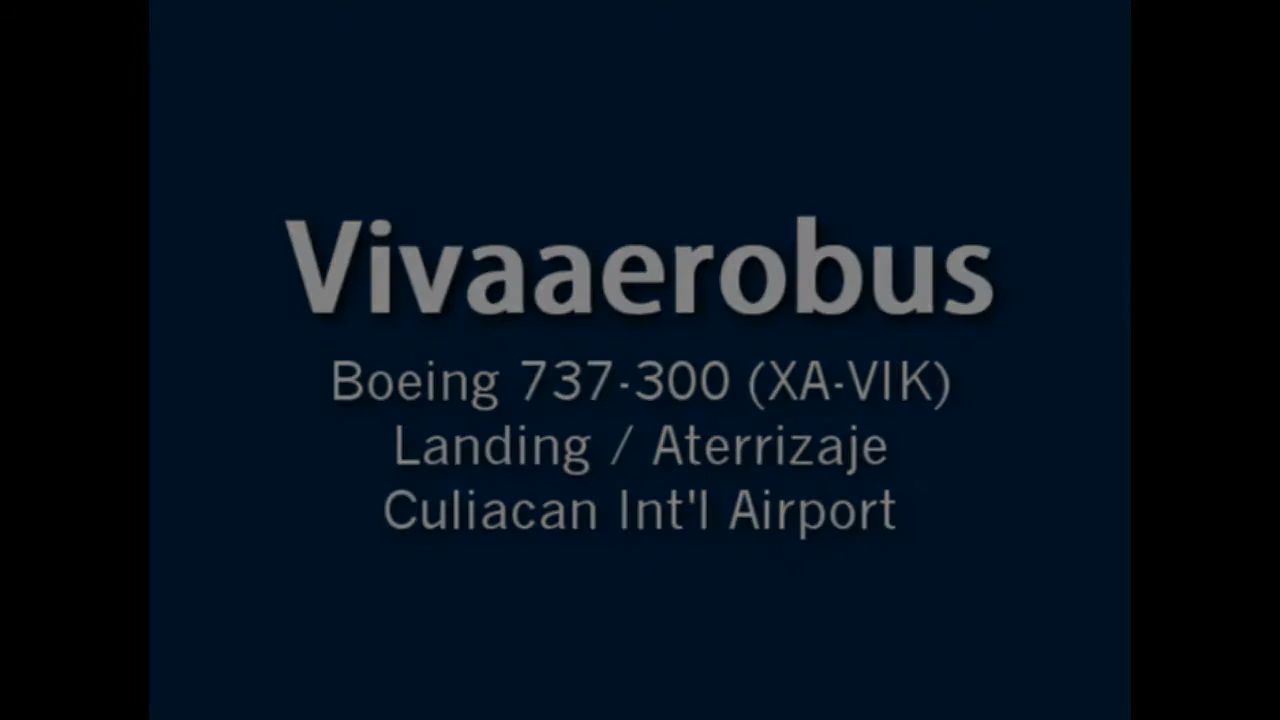 Vivaaerobus
Boeing 737-300 (XA-VIK)
Landing / Aterrizaje
Culiacan Int'l Airport